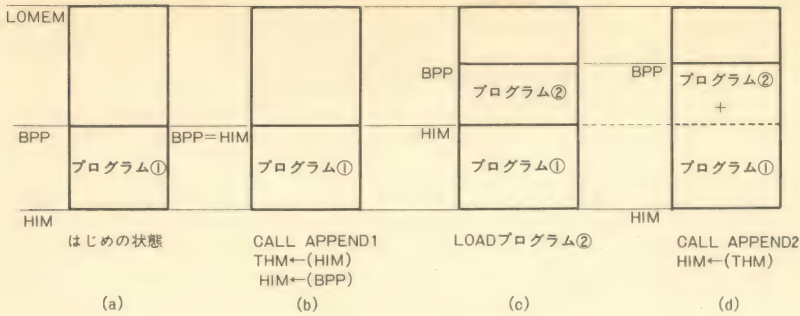 LOMEM
BPP
プログラム①
HIM
はじめの状態
(a)
BPP=HIM
プログラム①
CALL APPEND1
THM←(HIM)
HIM←(BPP)
(b)
BPP
プログラム②
HIM
プログラム①
LOADプログラム②
(c)
BPP
プログラム②
+
プログラム①
HIM
CALL APPEND2
HIM←(THM)
(d)